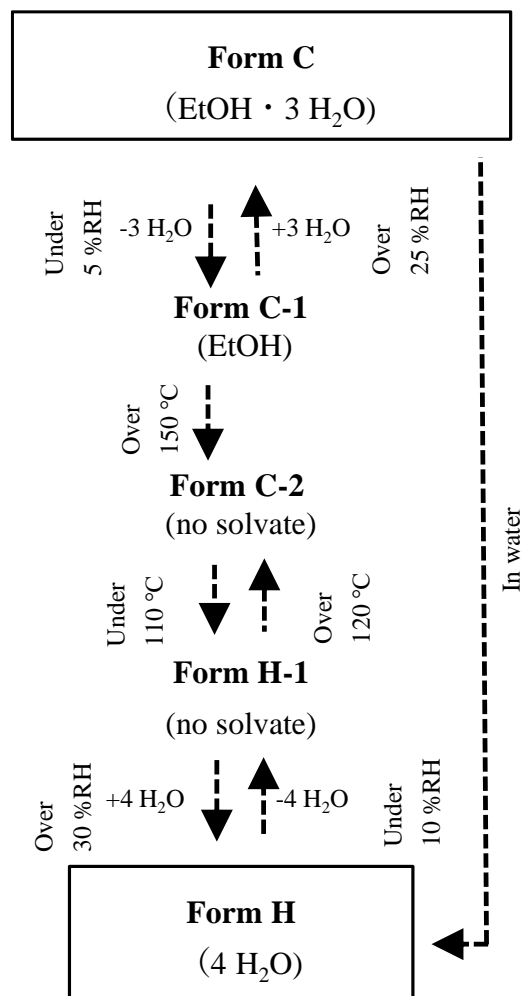 Form C
(EtOH・3 H₂O)
Under
5 %RH
-3 H₂O
+3 H₂O
Over
25 %RH
Form C-1
(EtOH)
Over
150 °C
Form C-2
(no solvate)
Under
110 °C
Over
120 °C
In water
Form H-1
(no solvate)
Over
30 %RH
+4 H₂O
-4 H₂O
Under
10 %RH
Form H
(4 H₂O)